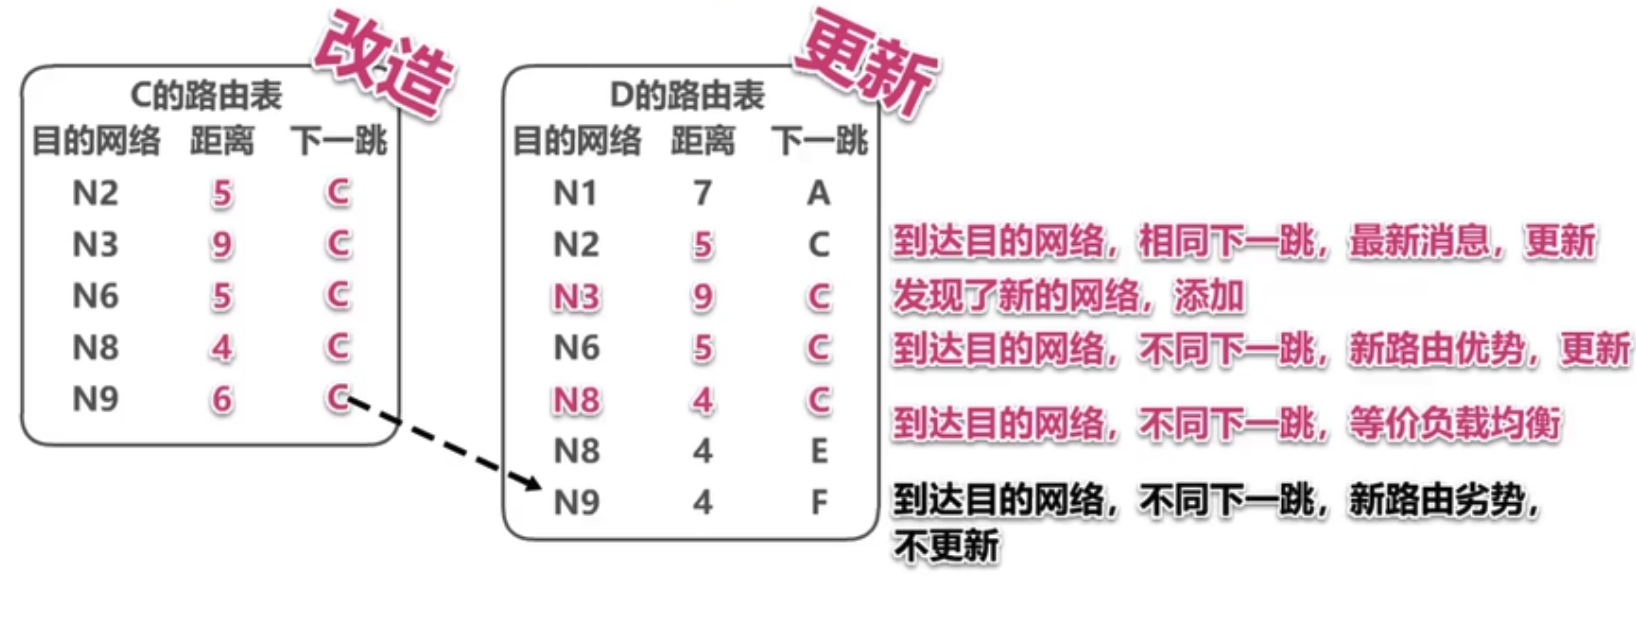 改造
C的路由表
目的网络 距离 下一跳
N2 5 C
N3 9 C
N6 5 C
N8 4 C
N9 6 C
更新
D的路由表
目的网络 距离 下一跳
N1 7 A
N2 5 C 到达目的网络，相同下一跳，最新消息，更新
N3 9 C 发现了新的网络，添加
N6 5 C 到达目的网络，不同下一跳，新路由优势，更新
N8 4 C
到达目的网络，不同下一跳，等价负载均衡
N8 4 E
N9 4 F 到达目的网络，不同下一跳，新路由劣势，
不更新